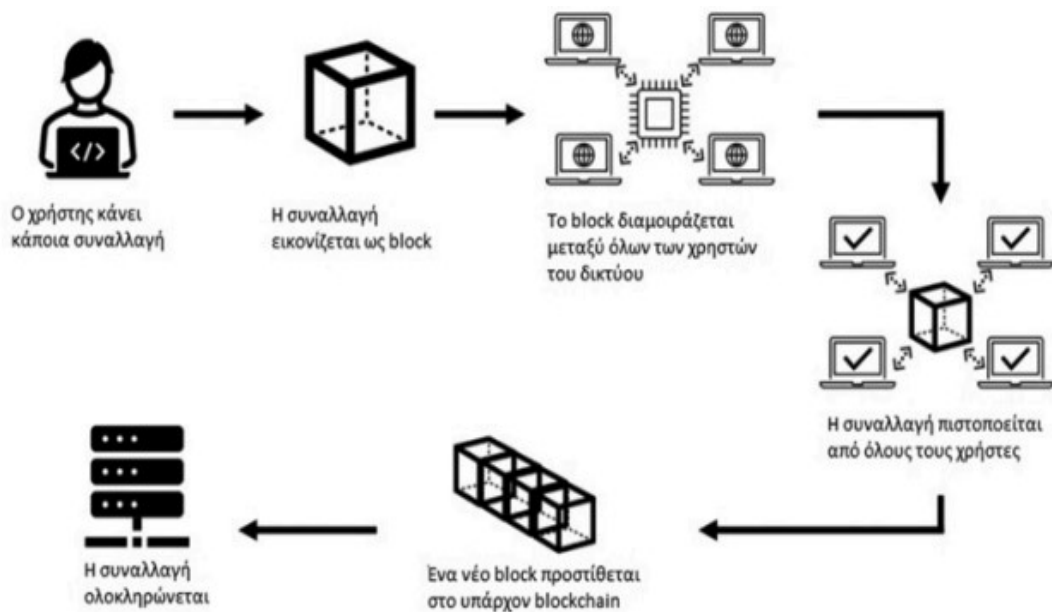 </>
Ο χρήστης κάνει
κάποια συναλλαγή
Η συναλλαγή
εικονίζεται ως block
Το block διαμοιράζεται
μεταξύ όλων των χρηστών
του δικτύου
Η συναλλαγή πιστοποείται
από όλους τους χρήστες
Ένα νέο block προστίθεται
στο υπάρχον blockchain
Η συναλλαγή
ολοκληρώνεται